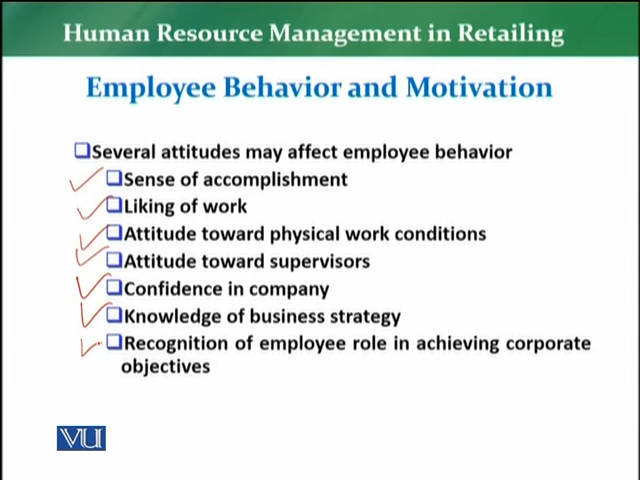 Human Resource Management in Retailing
Employee Behavior and Motivation
Several attitudes may affect employee behavior
Sense of accomplishment
Liking of work
Attitude toward physical work conditions
Attitude toward supervisors
Confidence in company
Knowledge of business strategy
Recognition of employee role in achieving corporate
objectives
VU